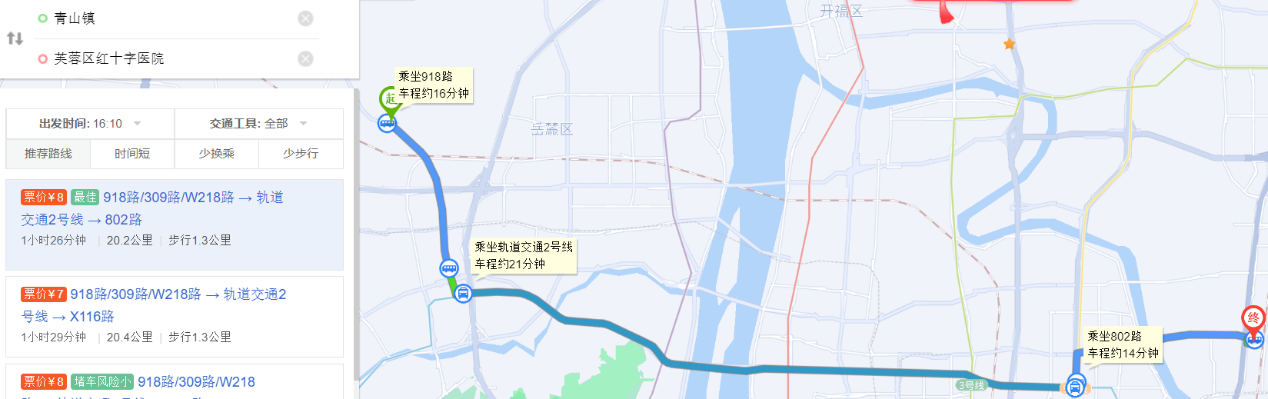 青山镇
芙蓉区红十字医院
出发时间: 16:10
交通工具: 全部
推荐路线
时间短
少换乘
少步行
票价¥8 最佳 918路/309路/W218路 → 轨道
交通2号线 → 802路
1小时26分钟 | 20.2公里 | 步行1.3公里
票价¥7 918路/309路/W218路 → 轨道交通2
号线 → X116路
1小时29分钟 | 20.4公里 | 步行1.3公里
票价¥8 堵车风险小 918路/309路/W218
开福区
乘坐918路
车程约16分钟
起
岳麓区
乘坐轨道交通2号线
车程约21分钟
终
乘坐802路
车程约14分钟
3号线